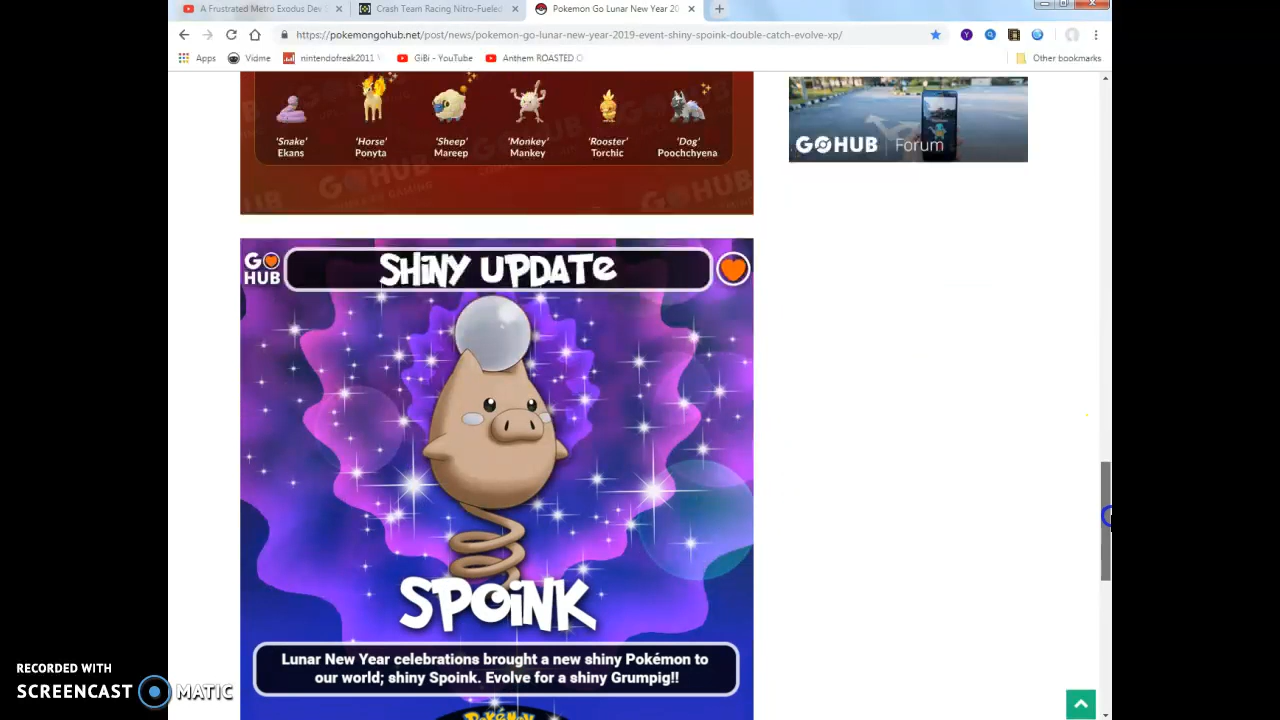 A Frustrated Metro Exodus Dev
Crash Team Racing Nitro-Fueled
Pokemon Go Lunar New Year 20
https://pokemongohub.net/post/news/pokemon-go-lunar-new-year-2019-event-shiny-spoink-double-catch-evolve-xp/
Apps
Vidme
nintendofreak2011
GiBi - YouTube
Anthem ROASTED
Other bookmarks
'Snake' 'Horse' 'Sheep' 'Monkey' 'Rooster' 'Dog'
Ekans Ponyta Mareep Mankey Torchic Poochchyena
GOHUB Forum
GO HUB
SHINY UPDATE
SPOINK
Lunar New Year celebrations brought a new shiny Pokémon to
our world; shiny Spoink. Evolve for a shiny Grumpig!!
Pokémon
RECORDED WITH
SCREENCAST MATIC